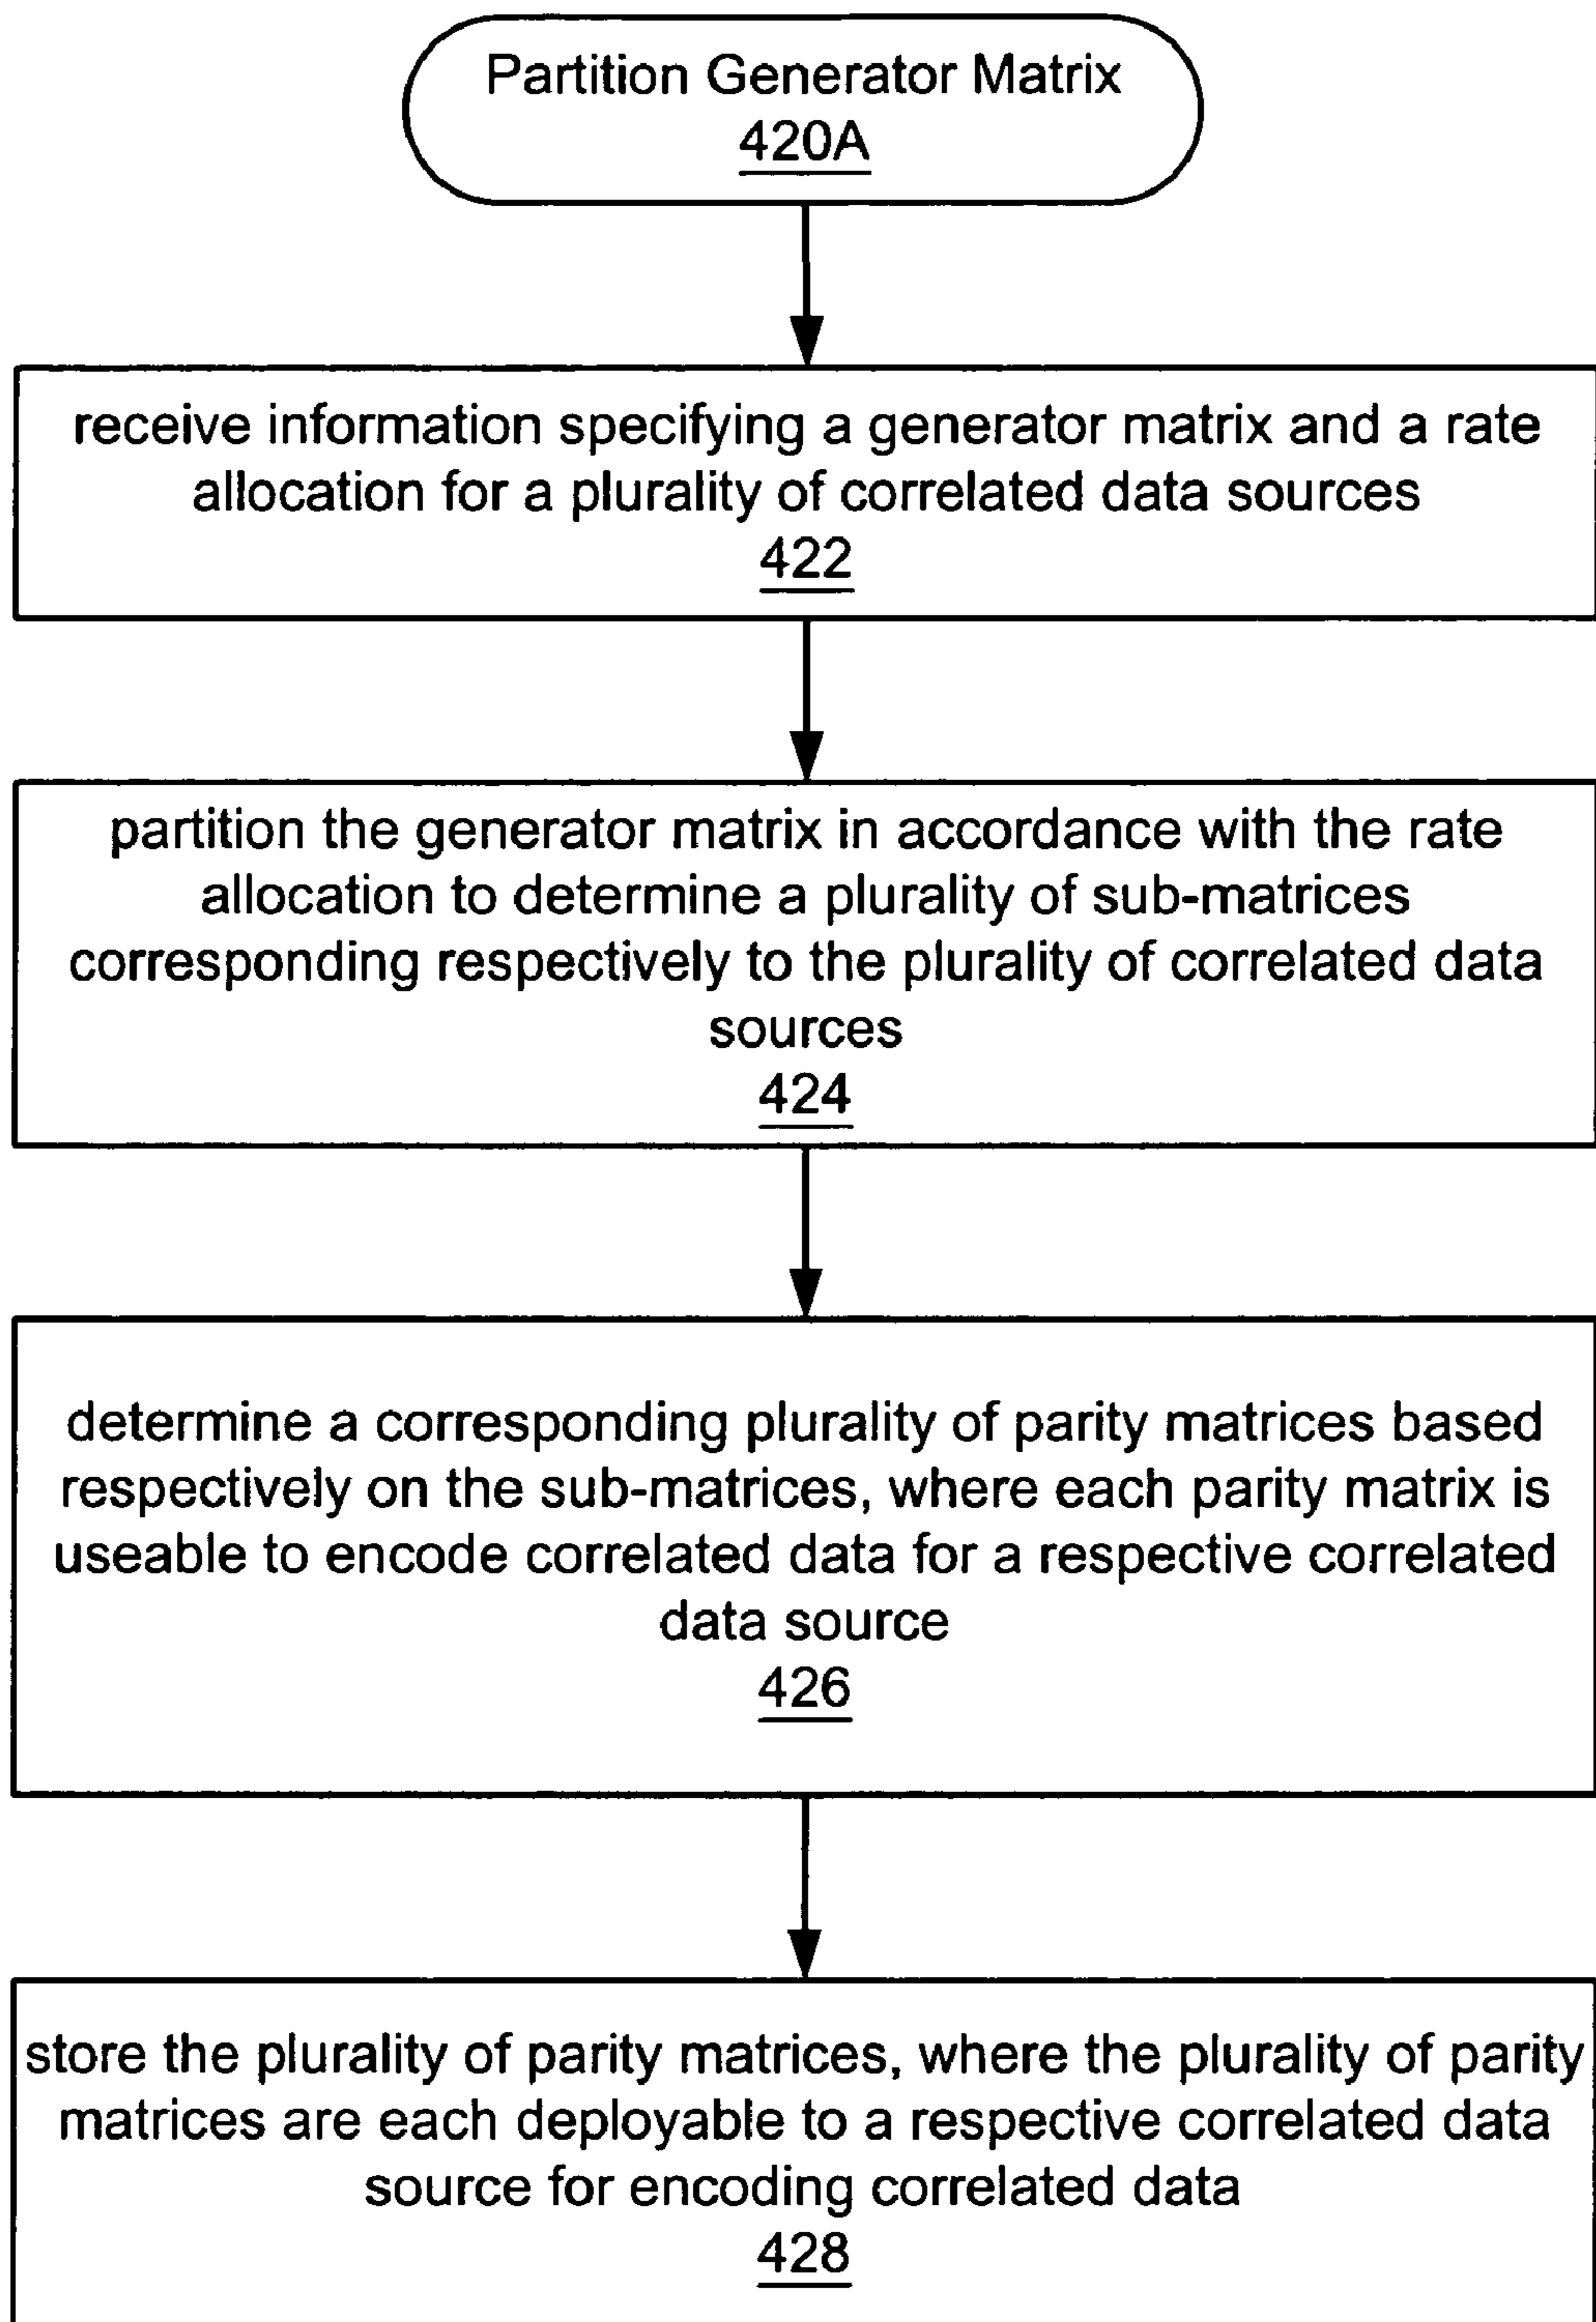 Partition Generator Matrix
420A
receive information specifying a generator matrix and a rate
allocation for a plurality of correlated data sources
422
partition the generator matrix in accordance with the rate
allocation to determine a plurality of sub-matrices
corresponding respectively to the plurality of correlated data
sources
424
determine a corresponding plurality of parity matrices based
respectively on the sub-matrices, where each parity matrix is
useable to encode correlated data for a respective correlated
data source
426
store the plurality of parity matrices, where the plurality of parity
matrices are each deployable to a respective correlated data
source for encoding correlated data
428